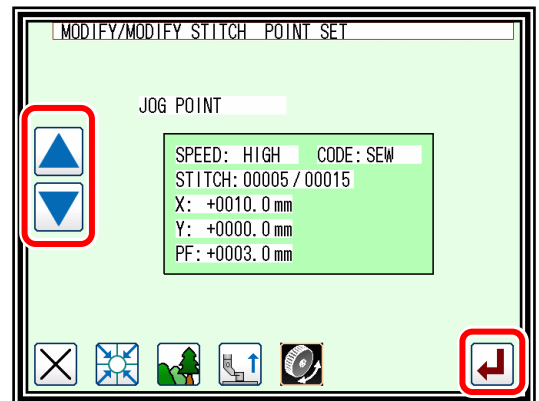 MODIFY/MODIFY STITCH POINT SET
JOG POINT
SPEED: HIGH CODE:SEW
STITCH:00005/00015
X: +0010.0mm
Y: +0000.0mm
PF:+0003.0mm